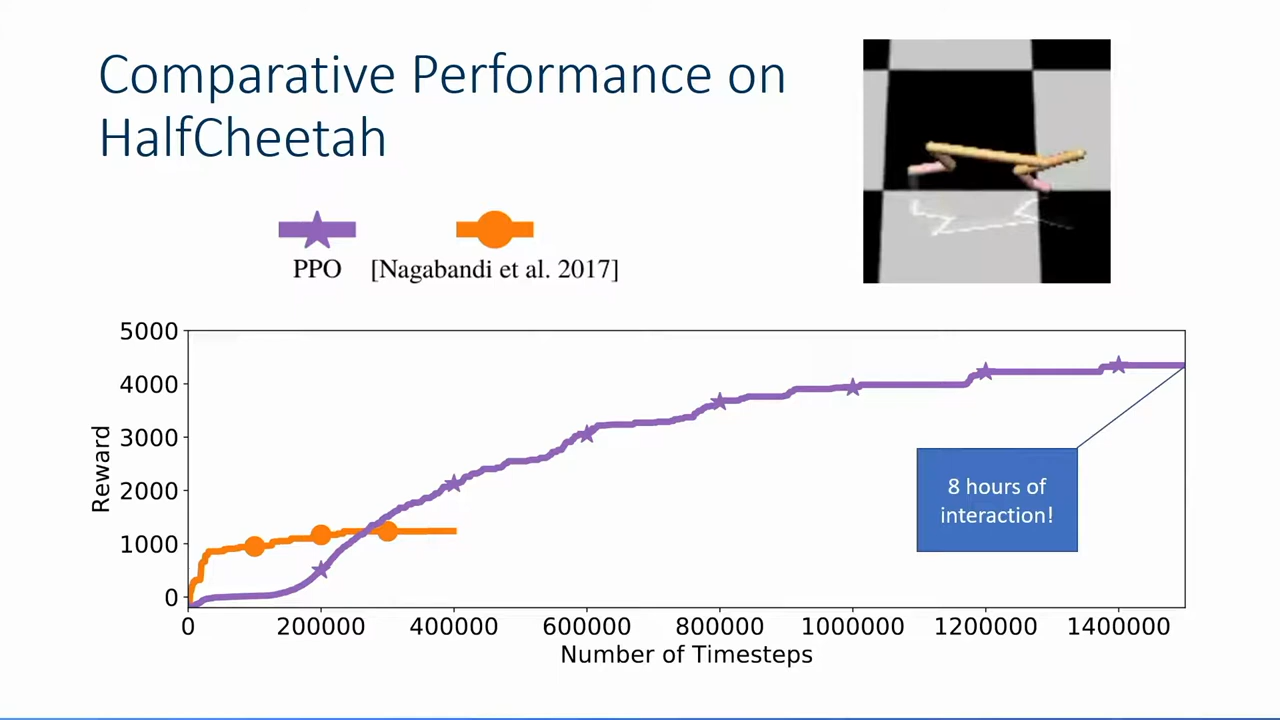 Comparative Performance on
HalfCheetah
PPO
[Nagabandi et al. 2017]
5000
4000
3000
2000
1000
0
Reward
8 hours of
interaction!
0 200000 400000 600000 800000 1000000 1200000 1400000
Number of Timesteps